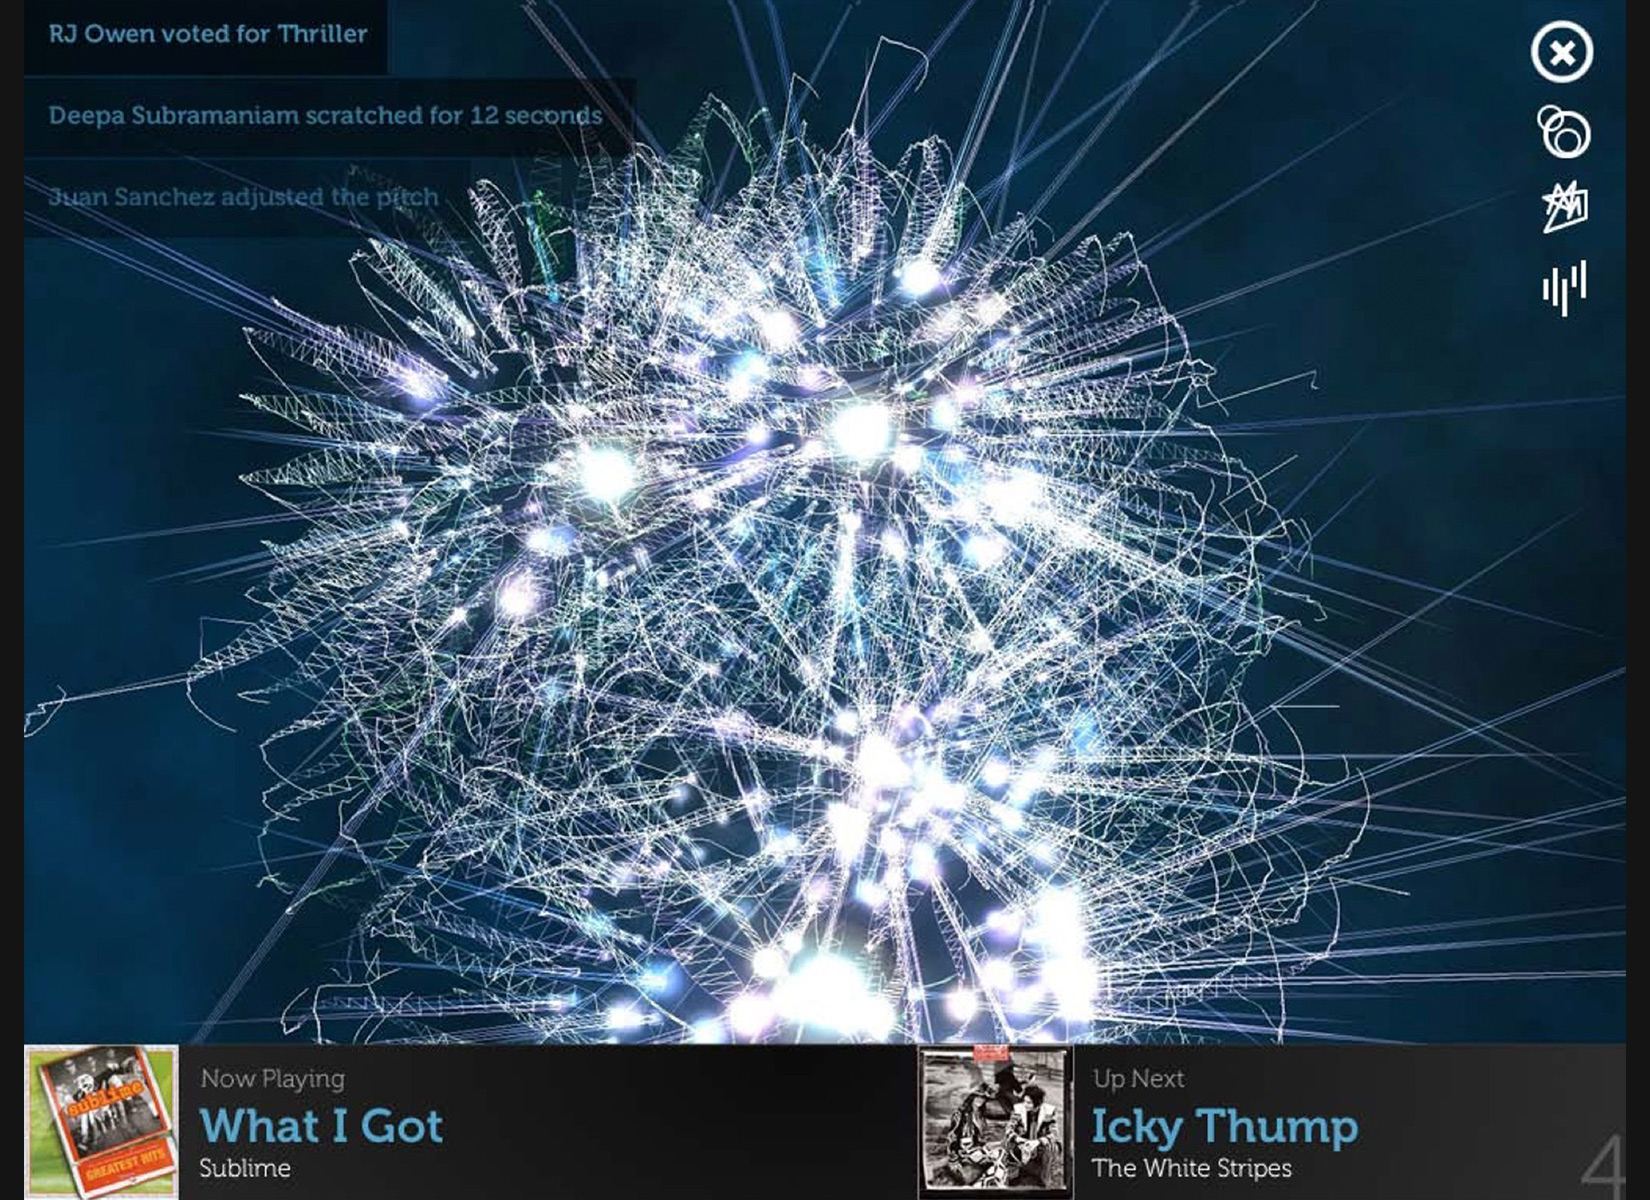 RJ Owen voted for Thriller
Deepa Subramaniam scratched for 12 seconds
Juan Sanchez adjusted the pitch
sublime
GREATEST HITS
Now Playing
What I Got
Sublime
Up Next
Icky Thump
The White Stripes
4